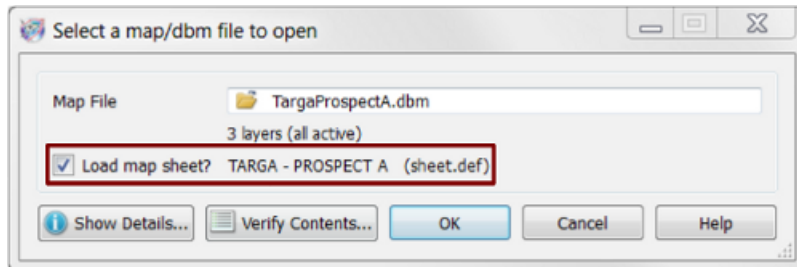 Select a map/dbm file to open
Map File TargaProspectA.dbm
3 layers (all active)
Load map sheet? TARGA - PROSPECT A (sheet.def)
Show Details... Verify Contents... OK Cancel Help